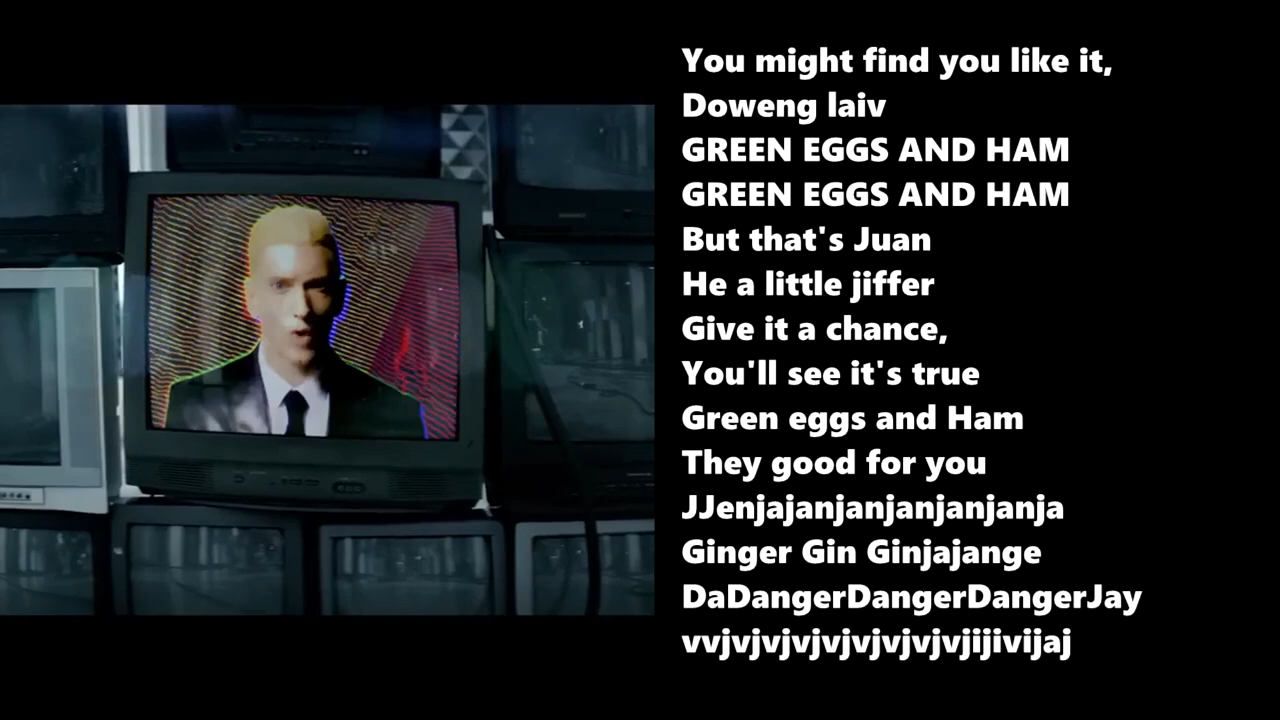 You might find you like it,
Doweng laiv
GREEN EGGS AND HAM
GREEN EGGS AND HAM
But that's Juan
He a little jiffer
Give it a chance,
You'll see it's true
Green eggs and Ham
They good for you
JJenjajanjanjanjanjanja
Ginger Gin Ginjajange
DaDangerDangerDangerJay
vvjvjvjvjvjvjvjvjvjijivijaj